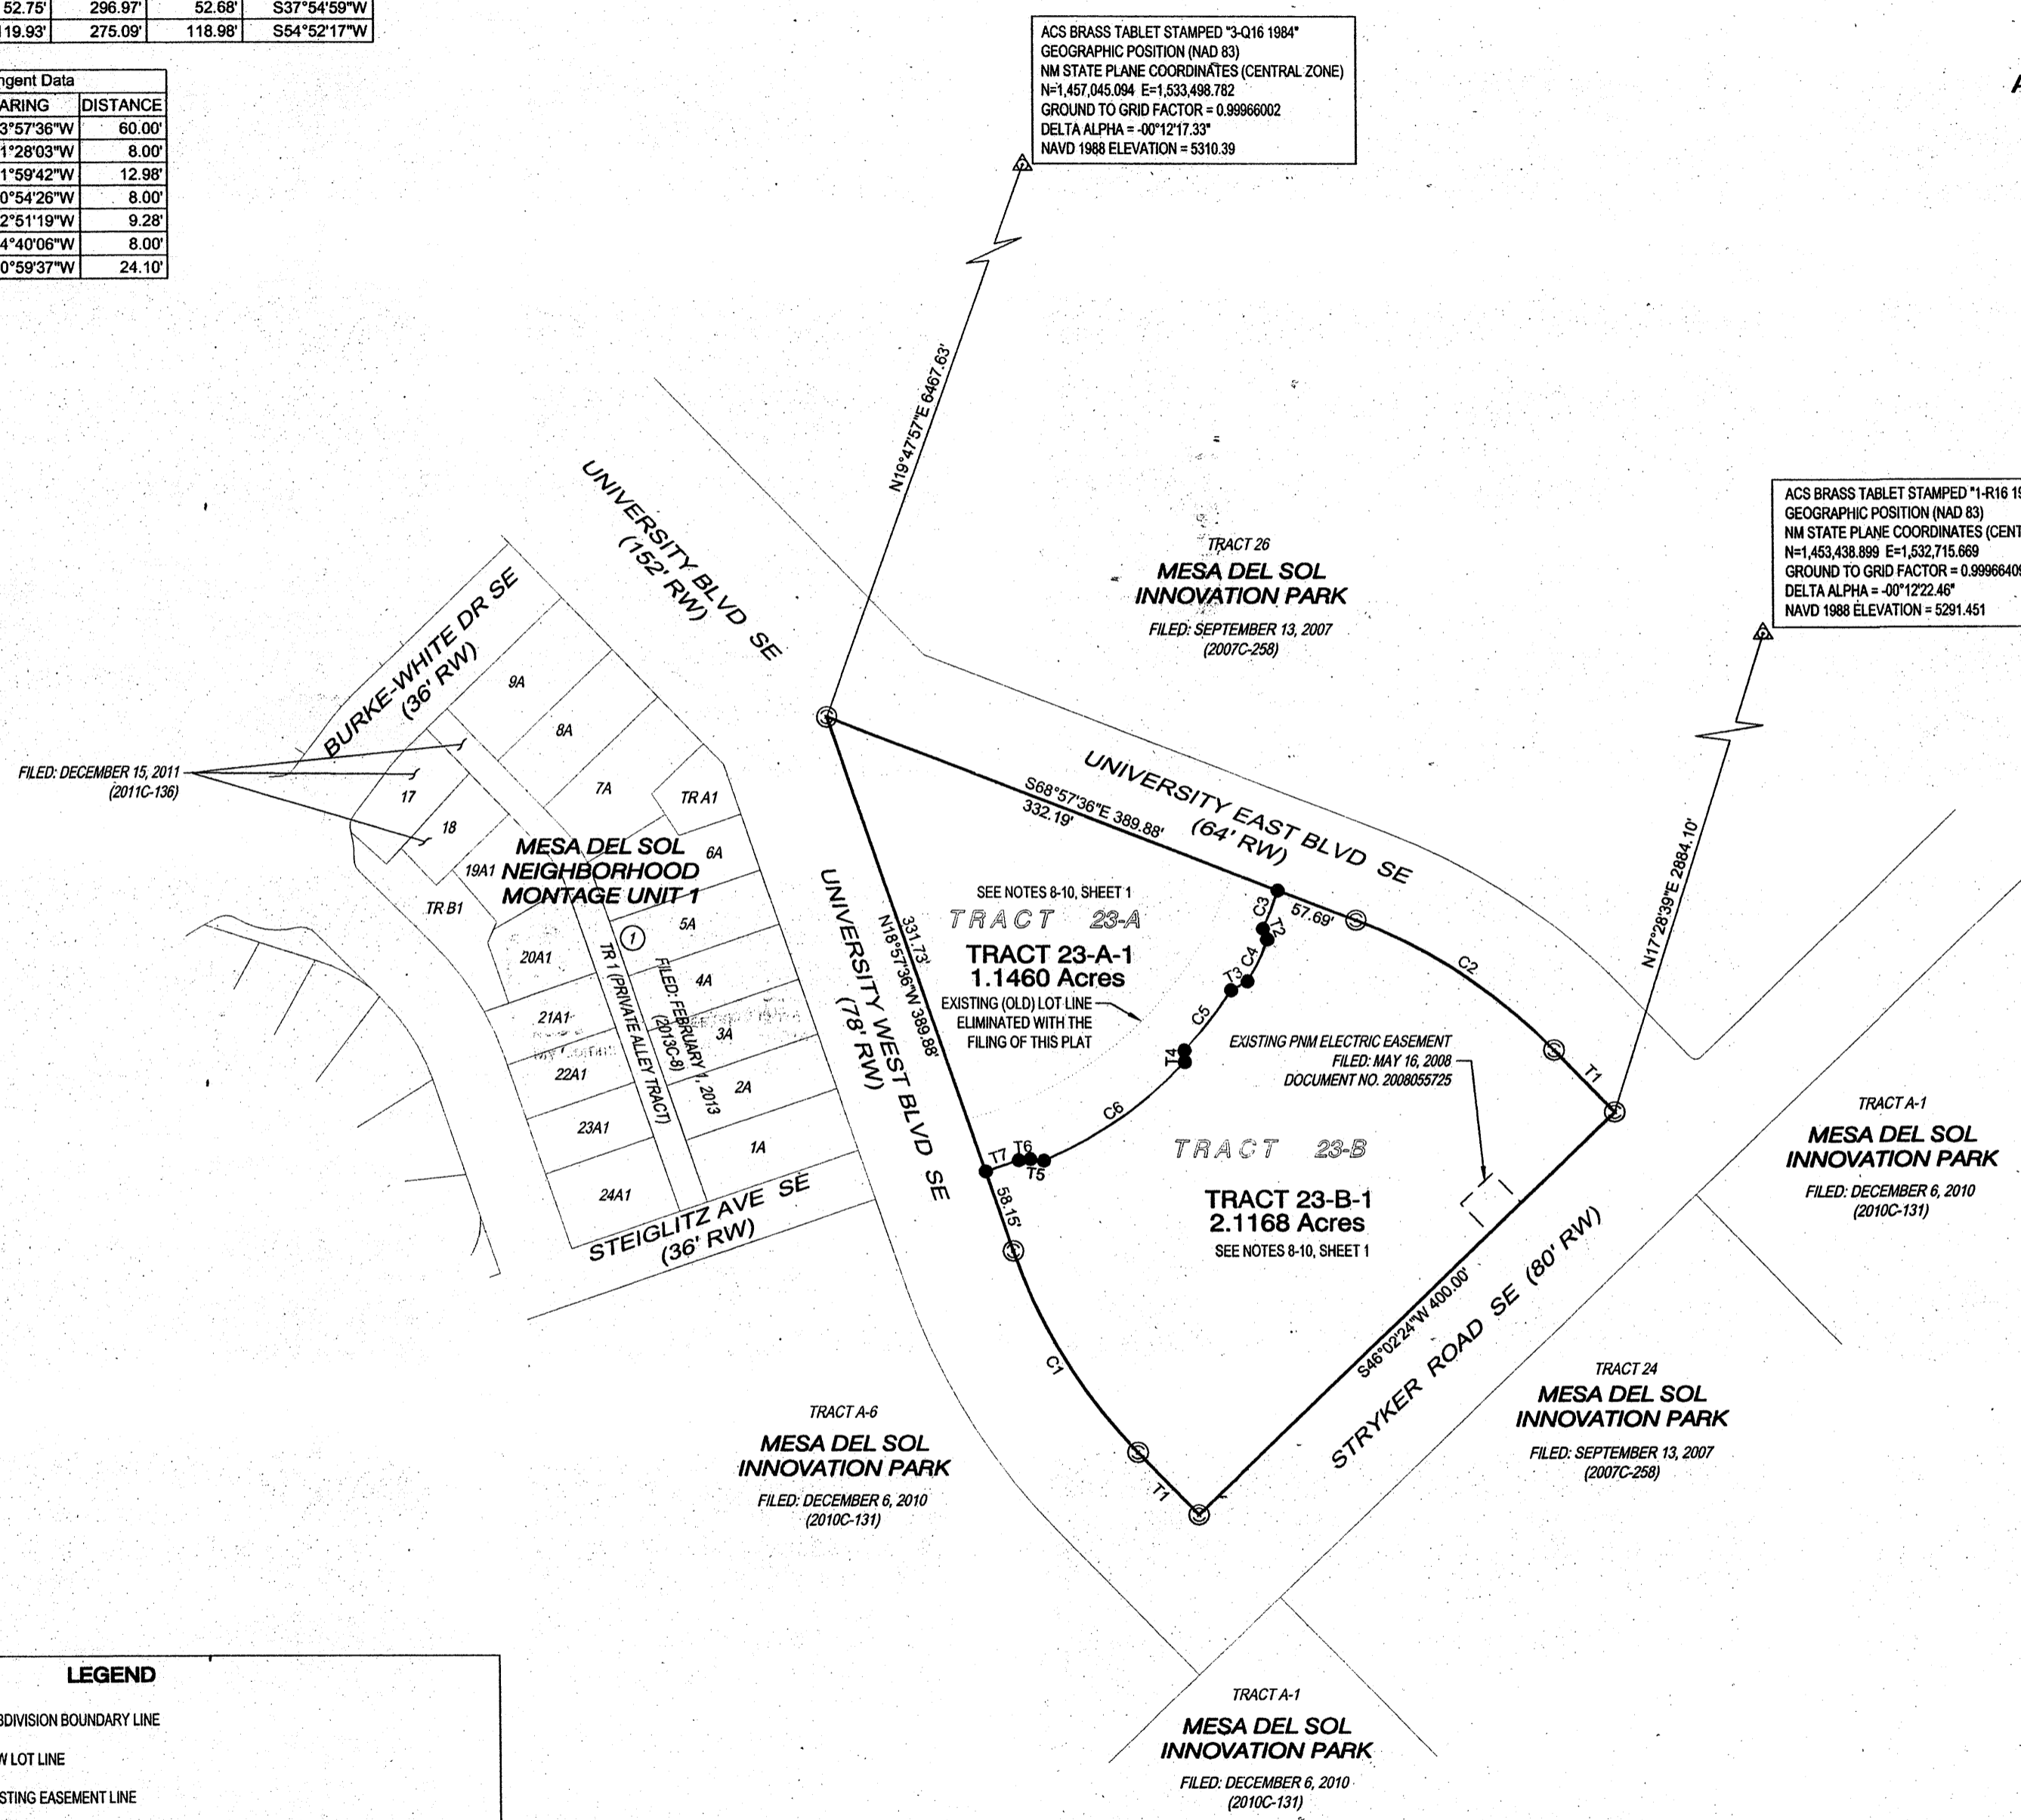 52.75' 296.97' 52.68' S37°54'59"W
119.93' 275.09' 118.98' S54°52'17"W
ngent Data
ARING DISTANCE
3°57'36"W 60.00'
1°28'03"W 8.00'
1°59'42"W 12.98'
0°54'26"W 8.00'
2°51'19"W 9.28'
4°40'06"W 8.00'
0°59'37"W 24.10'
ACS BRASS TABLET STAMPED "3-Q16 1984"
GEOGRAPHIC POSITION (NAD 83)
NM STATE PLANE COORDINATES (CENTRAL ZONE)
N=1,457,045.094 E=1,533,498.782
GROUND TO GRID FACTOR = 0.99966002
DELTA ALPHA = -00°12'17.33"
NAVD 1988 ELEVATION = 5310.39
A
N19°47'57"E 6467.63'
ACS BRASS TABLET STAMPED "1-R16 19
GEOGRAPHIC POSITION (NAD 83)
NM STATE PLANE COORDINATES (CENT
N=1,453,438.899 E=1,532,715.669
GROUND TO GRID FACTOR = 0.99966409
DELTA ALPHA = -00°12'22.46"
NAVD 1988 ELEVATION = 5291.451
N17°28'39"E 2884.10'
UNIVERSITY BLVD SE
(152' RW)
TRACT 26
MESA DEL SOL
INNOVATION PARK
FILED: SEPTEMBER 13, 2007
(2007C-258)
BURKE-WHITE DR SE
(36' RW)
FILED: DECEMBER 15, 2011
(2011C-136)
9A
8A
7A
TR A1
17
18
MESA DEL SOL
NEIGHBORHOOD
MONTAGE UNIT 1
6A
19A1
TR B1
5A
1
20A1
4A
21A1
3A
22A1
2A
23A1
1A
24A1
TR 1 (PRIVATE ALLEY TRACT)
FILED: FEBRUARY 1, 2013
(2013C-8)
STEIGLITZ AVE SE
(36' RW)
UNIVERSITY WEST BLVD SE
(78' RW)
331.73'
N18°57'36"W 389.88'
S68°57'36"E 389.88'
332.19'
UNIVERSITY EAST BLVD SE
(64' RW)
57.69'
SEE NOTES 8-10, SHEET 1
TRACT 23-A
TRACT 23-A-1
1.1460 Acres
EXISTING (OLD) LOT LINE
ELIMINATED WITH THE
FILING OF THIS PLAT
C3
T2
C4
T3
C5
T4
C6
T5
T6
T7
C2
T1
EXISTING PNM ELECTRIC EASEMENT
FILED: MAY 16, 2008
DOCUMENT NO. 2008055725
TRACT 23-B
TRACT 23-B-1
2.1168 Acres
SEE NOTES 8-10, SHEET 1
58.15'
C1
T1
S46°02'24"W 400.00'
STRYKER ROAD SE (80' RW)
TRACT A-1
MESA DEL SOL
INNOVATION PARK
FILED: DECEMBER 6, 2010
(2010C-131)
TRACT 24
MESA DEL SOL
INNOVATION PARK
FILED: SEPTEMBER 13, 2007
(2007C-258)
TRACT A-6
MESA DEL SOL
INNOVATION PARK
FILED: DECEMBER 6, 2010
(2010C-131)
TRACT A-1
MESA DEL SOL
INNOVATION PARK
FILED: DECEMBER 6, 2010
(2010C-131)
LEGEND
BDIVISION BOUNDARY LINE
W LOT LINE
STING EASEMENT LINE